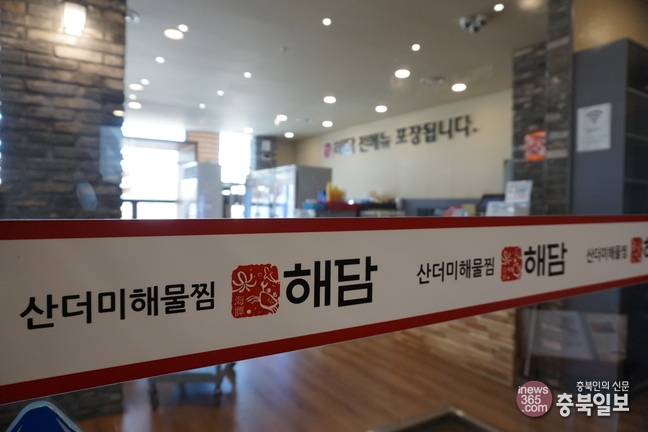 전메뉴 포장됩니다.
산더미해물찜 해담 산더미해물찜 해담 산더미해물찜
inews365.com 충북인의 신문 충북일보